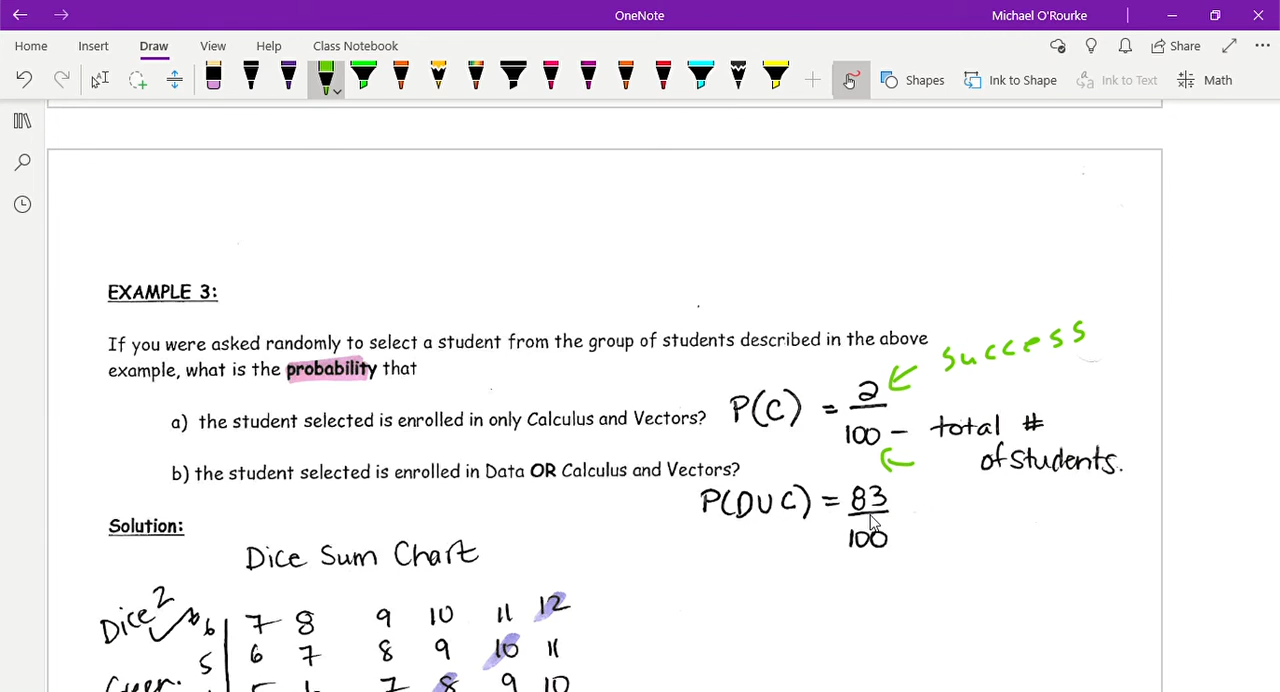 OneNote
Michael O'Rourke
Home Insert Draw View Help Class Notebook
Share
Shapes Ink to Shape Ink to Text Math
EXAMPLE 3:
If you were asked randomly to select a student from the group of students described in the above
example, what is the probability that
success
a) the student selected is enrolled in only Calculus and Vectors?
P(C) = 2/100 - total #
of students.
b) the student selected is enrolled in Data OR Calculus and Vectors?
P(D∪C) = 83/100
Solution:
Dice Sum Chart
Dice 2
6 7 8 9 10 11 12
5 6 7 8 9 10 11
7 8 9 10